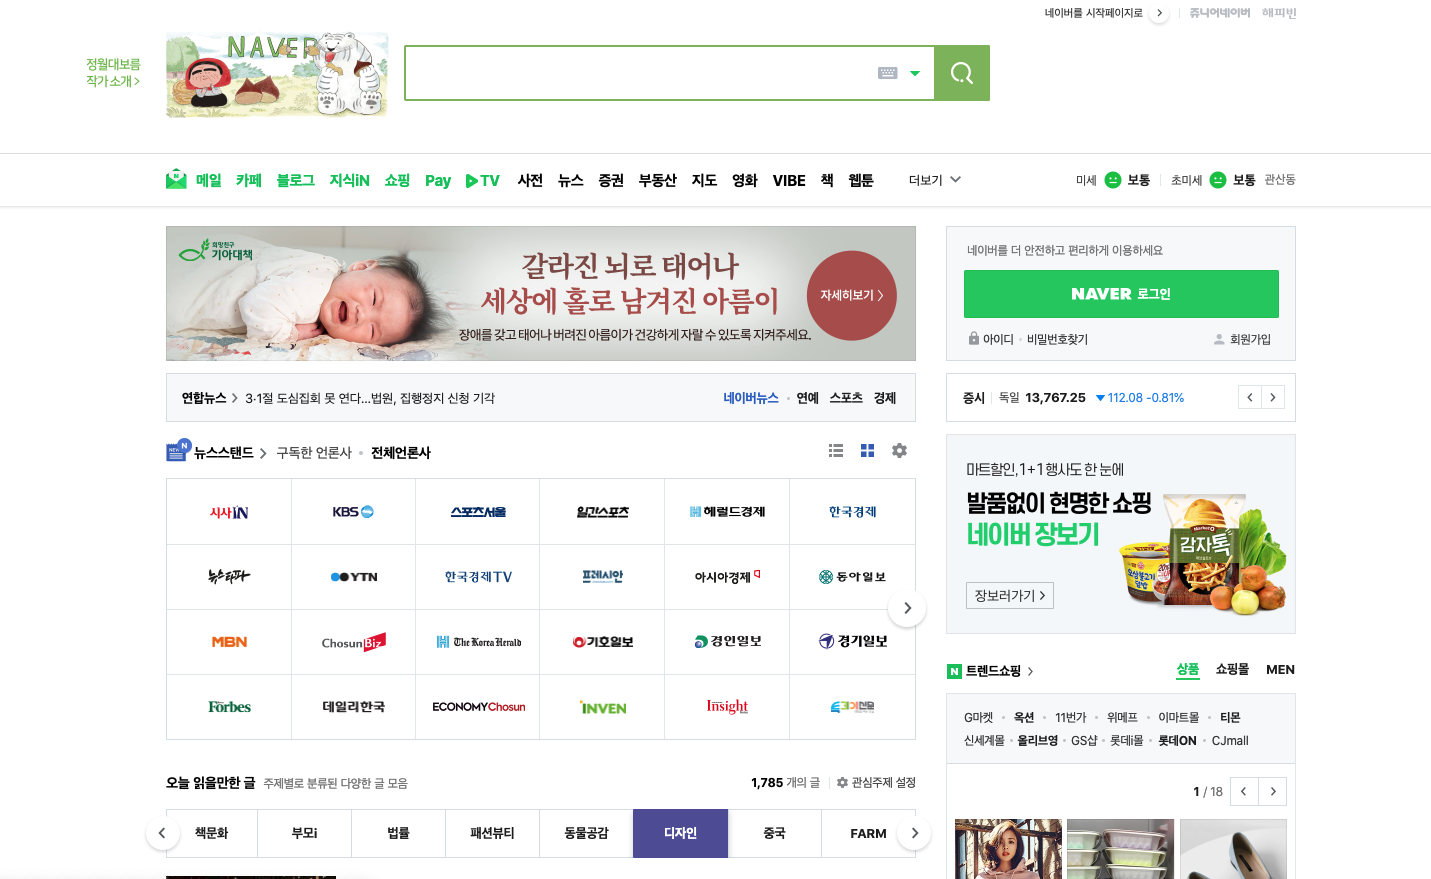 네이버를 시작페이지로
쥬니어네이버 해피빈
정월대보름
작가 소개 >
NAVER
메일 카페 블로그 지식iN 쇼핑 Pay TV 사전 뉴스 증권 부동산 지도 영화 VIBE 책 웹툰 더보기
미세 보통 초미세 보통 관산동
희망친구
기아대책
갈라진 뇌로 태어나
세상에 홀로 남겨진 아름이
장애를 갖고 태어나 버려진 아름이가 건강하게 자랄 수 있도록 지켜주세요.
자세히보기 >
네이버를 더 안전하고 편리하게 이용하세요
NAVER 로그인
아이디 · 비밀번호찾기 회원가입
연합뉴스 > 3·1절 도심집회 못 연다...법원, 집행정지 신청 기각
네이버뉴스 · 연예 스포츠 경제
증시 독일 13,767.25 ▼112.08 -0.81%
뉴스스탠드 > 구독한 언론사 · 전체언론사
시사IN KBS 스포츠서울 일간스포츠 헤럴드경제 한국경제
뉴스타파 YTN 한국경제TV 프레시안 아시아경제 동아일보
MBN ChosunBiz The Korea Herald 기호일보 경인일보 경기일보
Forbes 데일리한국 ECONOMYChosun INVEN Insight 전기신문
마트할인, 1+1 행사도 한 눈에
발품없이 현명한 쇼핑
네이버 장보기
장보러가기 >
감자톡
트렌드쇼핑 >
상품 쇼핑몰 MEN
G마켓 · 옥션 · 11번가 · 위메프 · 이마트몰 · 티몬
신세계몰 · 올리브영 · GS샵 · 롯데i몰 · 롯데ON · CJmall
1 / 18
오늘 읽을만한 글 주제별로 분류된 다양한 글 모음
1,785 개의 글 관심주제 설정
책문화 부모i 법률 패션뷰티 동물공감 디자인 중국 FARM